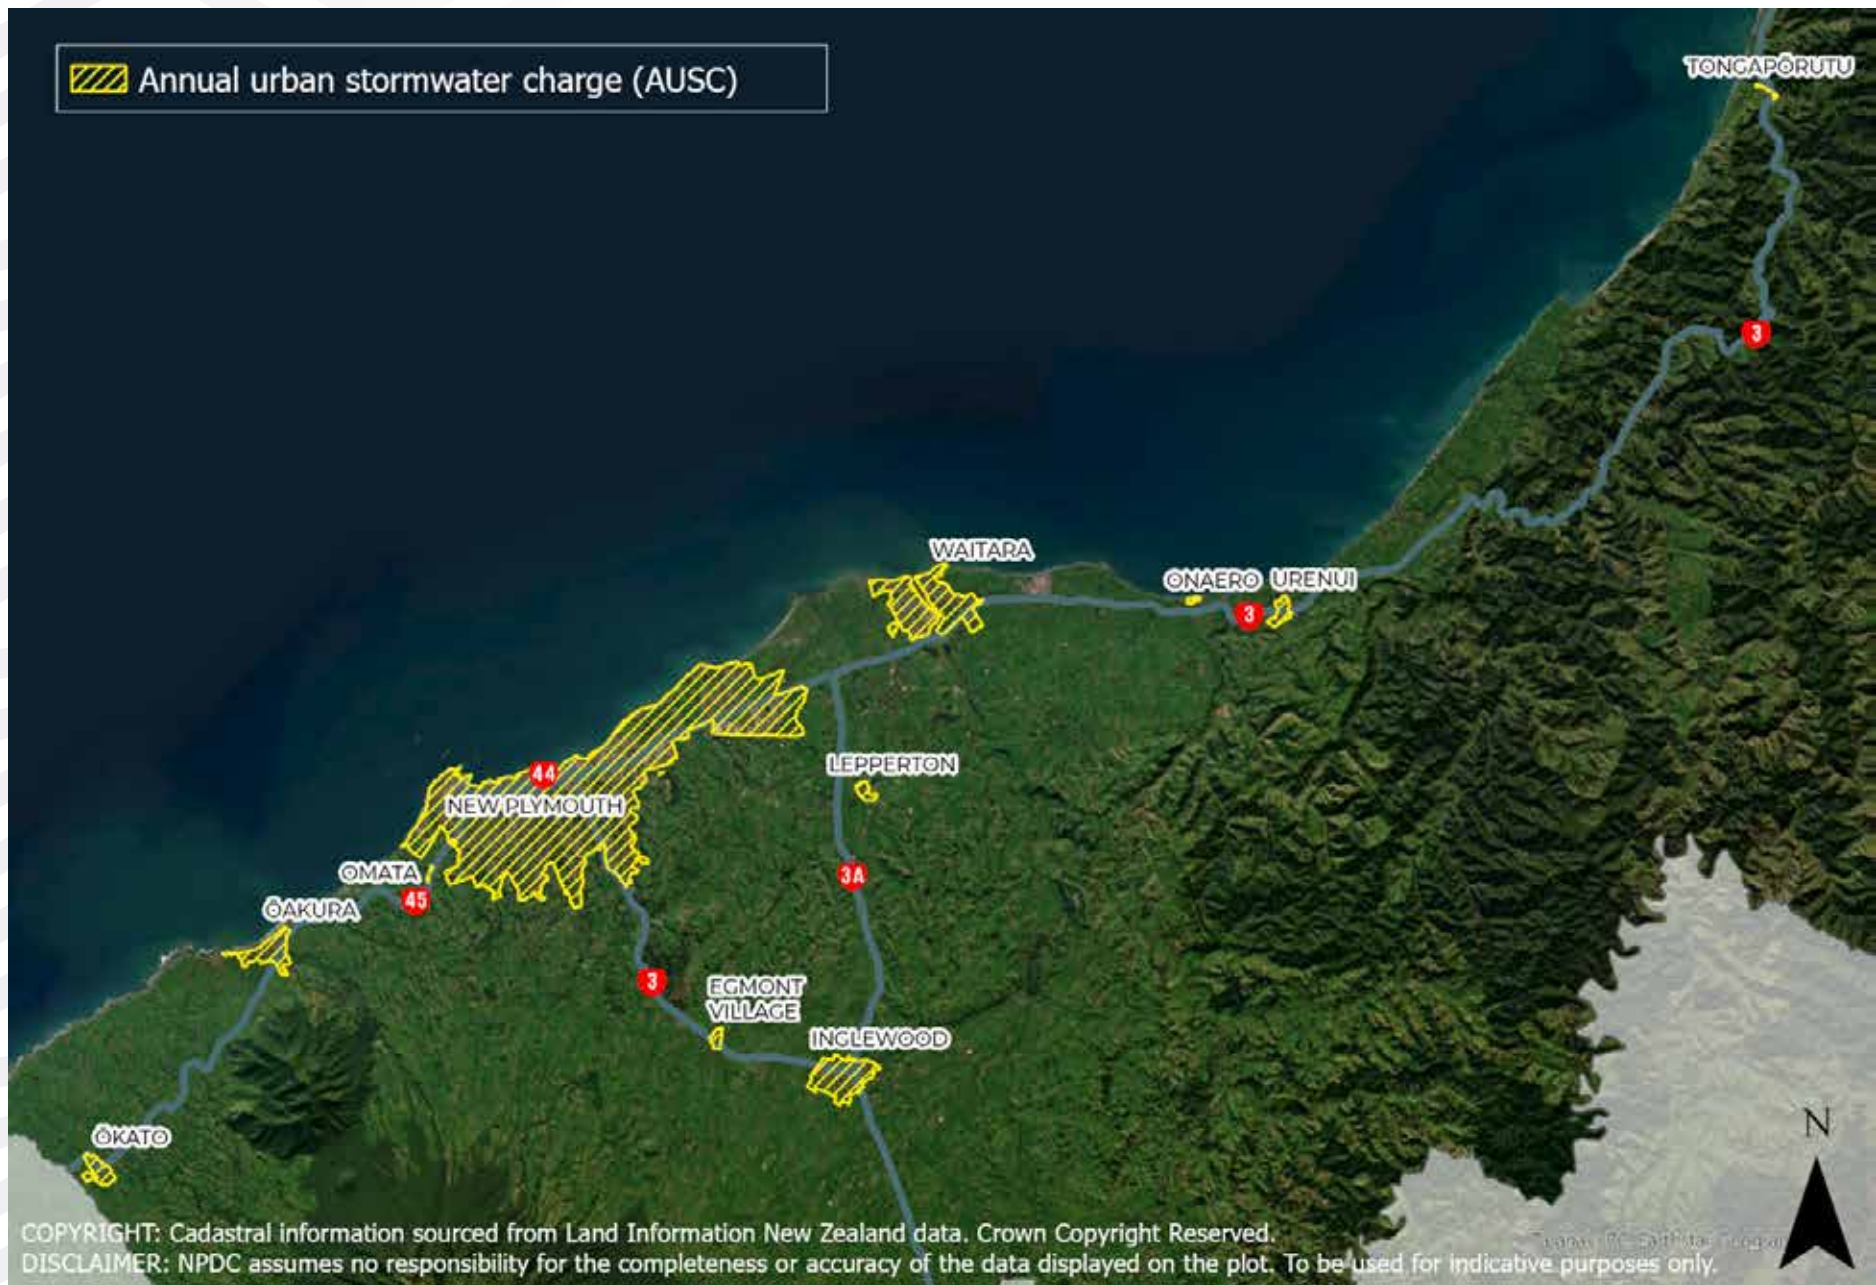 Annual urban stormwater charge (AUSC)
TONGAPŌRUTU
3
WAITARA
ONAERO
URENUI
3
44
NEW PLYMOUTH
LEPPERTON
OMATA
45
3A
ŌAKURA
3
EGMONT
VILLAGE
INGLEWOOD
ŌKATO
N
COPYRIGHT: Cadastral information sourced from Land Information New Zealand data. Crown Copyright Reserved.
DISCLAIMER: NPDC assumes no responsibility for the completeness or accuracy of the data displayed on the plot. To be used for indicative purposes only.